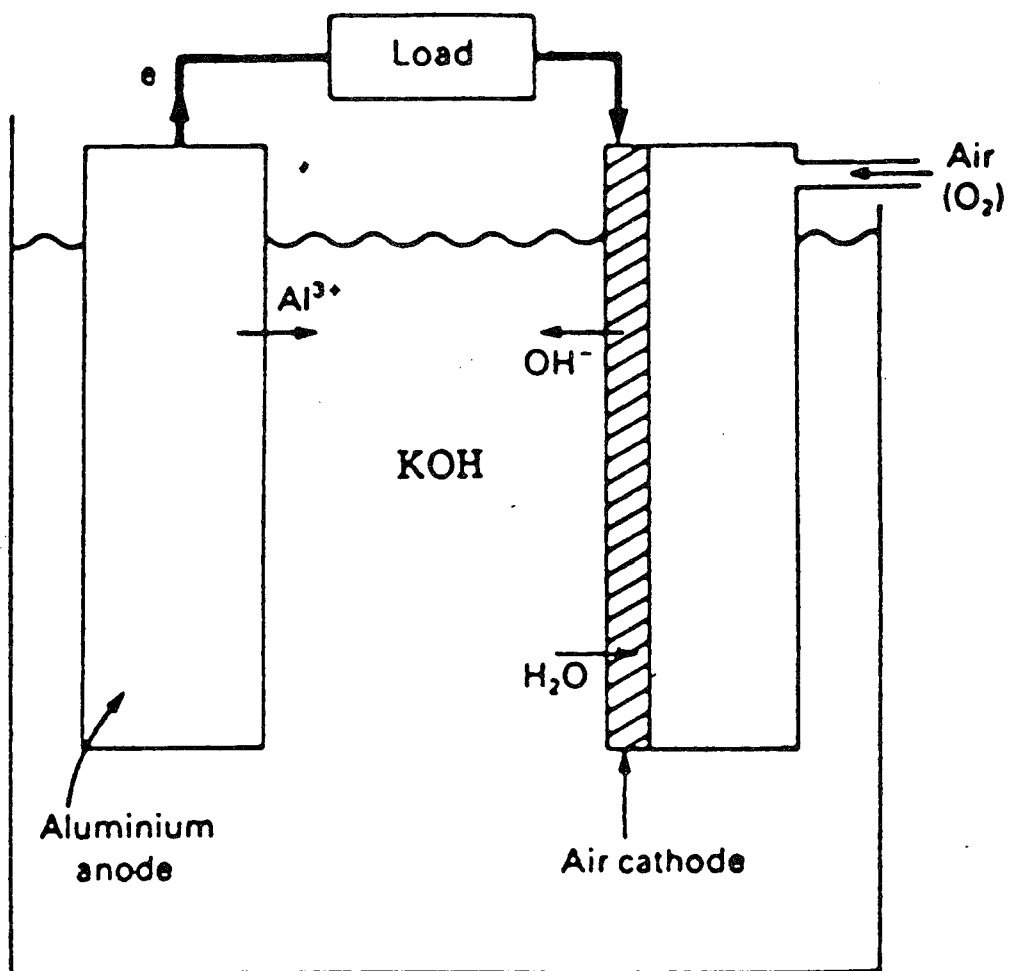 Load
e
Air
(O₂)
Al³⁺
OH⁻
KOH
H₂O
Aluminium
anode
Air cathode